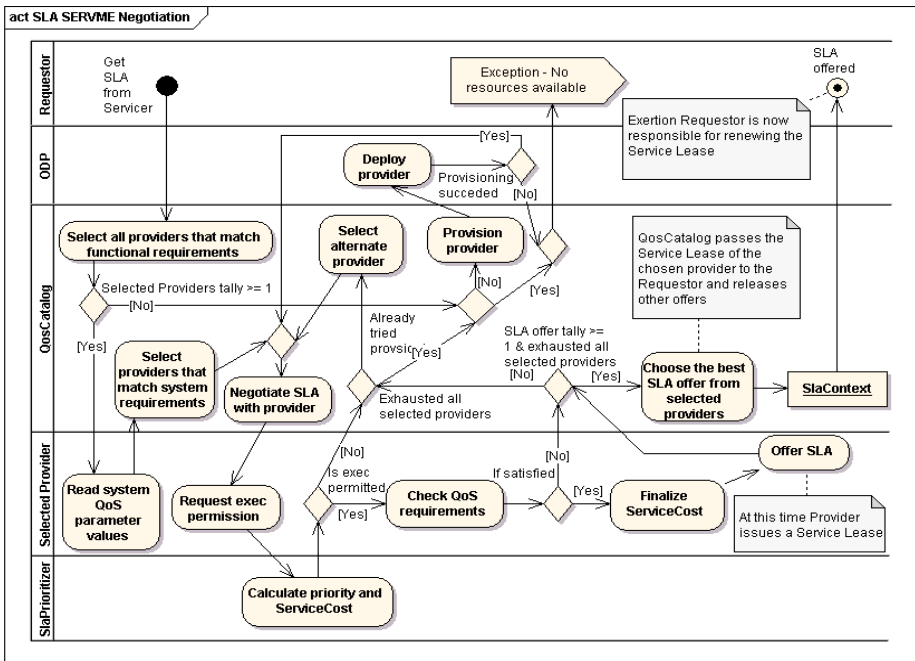 act SLA SERVME Negotiation
Requestor
Get
SLA
from
Servicer
Exception - No
resources available
SLA
offered
Exertion Requestor is now
responsible for renewing the
Service Lease
ODP
Deploy
provider
[Yes]
Provisioning
succeded
[No]
QosCatalog
Select all providers that match
functional requirements
Select
alternate
provider
Provision
provider
QosCatalog passes the
Service Lease of the
chosen provider to the
Requestor and releases
other offers
Selected Providers tally >= 1
[No]
[No]
[Yes]
[Yes]
Already
tried
[Yes]
SLA offer tally >=
1 & exhausted all
selected providers
[No]
[Yes]
Select
providers that
match system
requirements
Negotiate SLA
with provider
Exhausted all
selected providers
Choose the best
SLA offer from
selected
providers
SlaContext
Selected Provider
[No]
Is exec
permitted
[Yes]
[No]
If satisfied
[Yes]
Offer SLA
Read system
QoS
parameter
values
Request exec
permission
Check QoS
requirements
Finalize
ServiceCost
At this time Provider
issues a Service Lease
SlaPrioritizer
Calculate priority and
ServiceCost